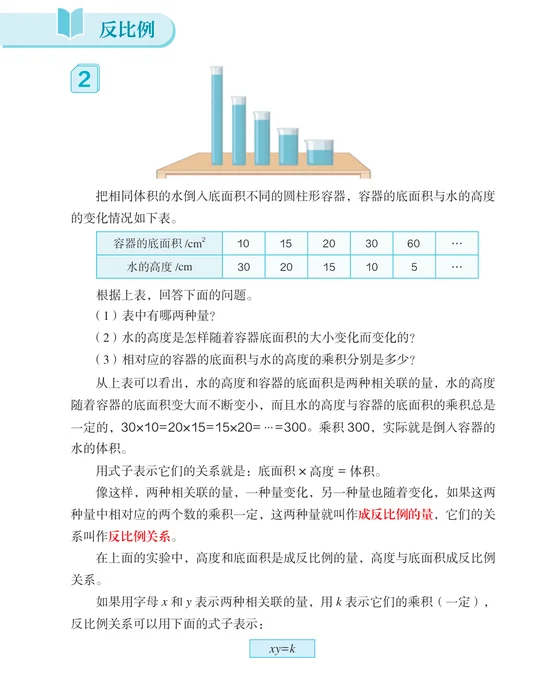 反比例
2
把相同体积的水倒入底面积不同的圆柱形容器，容器的底面积与水的高度
的变化情况如下表。
容器的底面积/cm² 10 15 20 30 60 …
水的高度/cm 30 20 15 10 5 …
根据上表，回答下面的问题。
（1）表中有哪两种量？
（2）水的高度是怎样随着容器底面积的大小变化而变化的？
（3）相对应的容器的底面积与水的高度的乘积分别是多少？
从上表可以看出，水的高度和容器的底面积是两种相关联的量，水的高度
随着容器的底面积变大而不断变小，而且水的高度与容器的底面积的乘积总是
一定的，30×10=20×15=15×20=…=300。乘积300，实际就是倒入容器的
水的体积。
用式子表示它们的关系就是：底面积×高度=体积。
像这样，两种相关联的量，一种量变化，另一种量也随着变化，如果这两
种量中相对应的两个数的乘积一定，这两种量就叫作成反比例的量，它们的关
系叫作反比例关系。
在上面的实验中，高度和底面积是成反比例的量，高度与底面积成反比例
关系。
如果用字母x和y表示两种相关联的量，用k表示它们的乘积（一定），
反比例关系可以用下面的式子表示：
xy=k